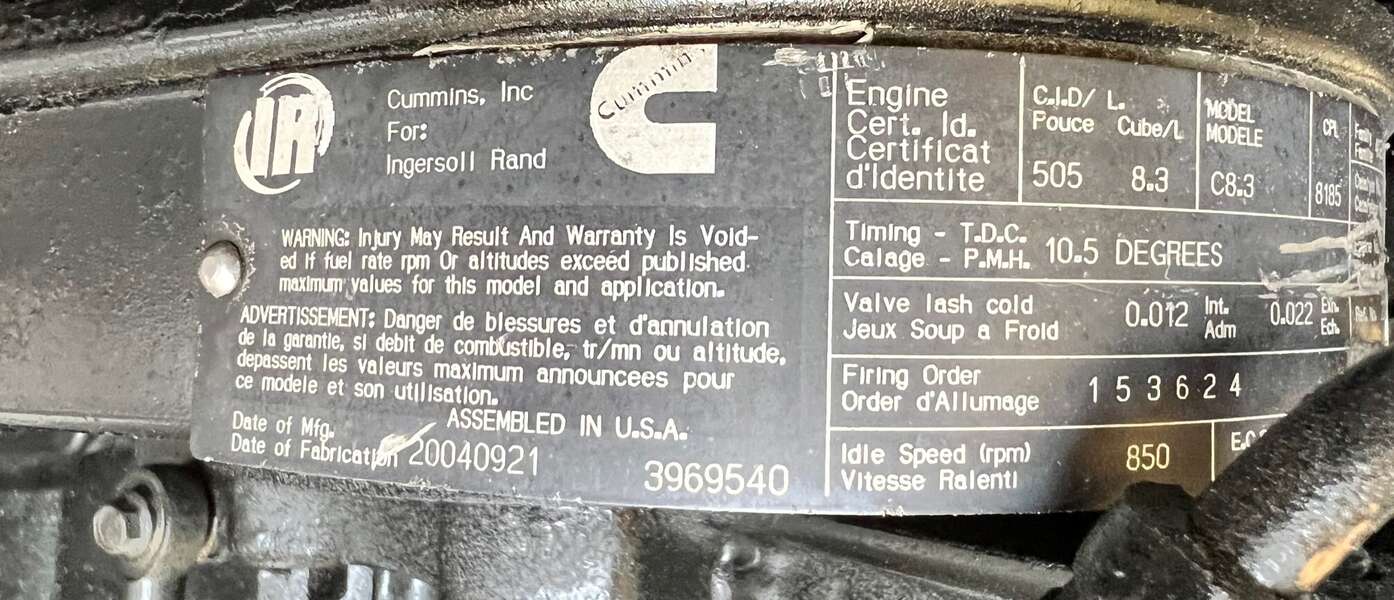 IR
Cummins, Inc
For:
Ingersoll Rand
Cummins
WARNING: Injury May Result And Warranty Is Void-
ed If fuel rate rpm Or altitudes exceed published
maximum values for this model and application.
ADVERTISSEMENT: Danger de blessures et d'annulation
de la garantie, si debit de combustible, tr/mn ou altitude,
depassent les valeurs maximum announcees pour
ce modele et son utilisation.
Date of Mfg.
Date of Fabrication 20040921
ASSEMBLED IN U.S.A.
3969540
Engine
Cert. Id.
Certificat
d'Identite
C.I.D/ L.
Pouce Cube/L
505 8.3
MODEL
MODELE
C8.3
CPL
8185
Family
Timing - T.D.C.
Calage - P.M.H. 10.5 DEGREES
Valve lash cold
Jeux Soup a Froid
0.012 Int.
Adm
0.022 Exh.
Ech.
Firing Order
Order d'Allumage
1 5 3 6 2 4
Idle Speed (rpm)
Vitesse Ralenti
850